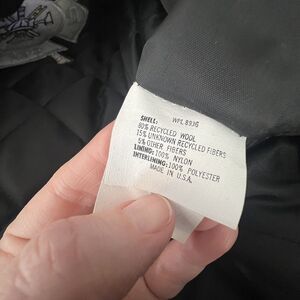 WPL 8936
SHELL:
80% RECYCLED WOOL
15% UNKNOWN RECYCLED FIBERS
5% OTHER FIBERS
LINING: 100% NYLON
INTERLINING: 100% POLYESTER
MADE IN U.S.A.